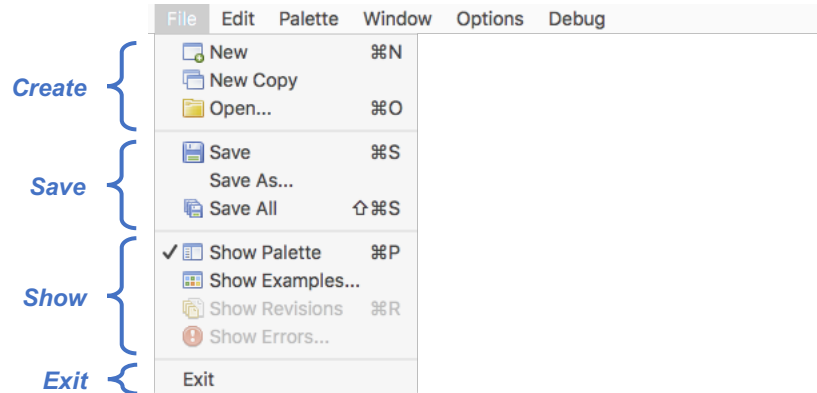 File Edit Palette Window Options Debug
Create
New ⌘N
New Copy
Open... ⌘O
Save
Save ⌘S
Save As...
Save All ⇧⌘S
Show
✓ Show Palette ⌘P
Show Examples...
Show Revisions ⌘R
Show Errors...
Exit
Exit